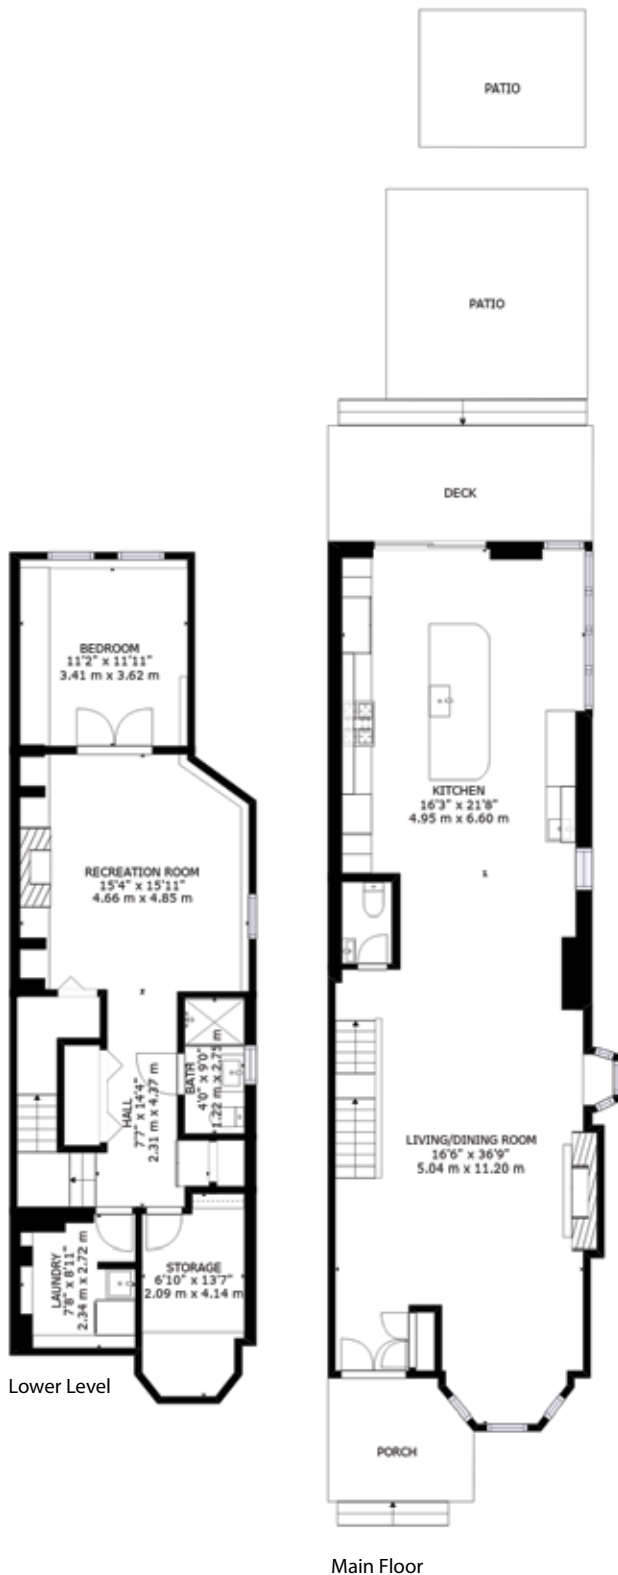 PATIO
PATIO
DECK
BEDROOM
11'2" x 11'11"
3.41 m x 3.62 m
KITCHEN
16'3" x 21'8"
4.95 m x 6.60 m
1
RECREATION ROOM
15'4" x 15'11"
4.66 m x 4.85 m
2
BATH
4'0" x 9'0"
1.22 m x 2.75 m
HALL
7'7" x 14'4"
2.31 m x 4.37 m
LIVING/DINING ROOM
16'6" x 36'9"
5.04 m x 11.20 m
LAUNDRY
7'8" x 8'11"
2.34 m x 2.72 m
STORAGE
6'10" x 13'7"
2.09 m x 4.14 m
Lower Level
PORCH
Main Floor